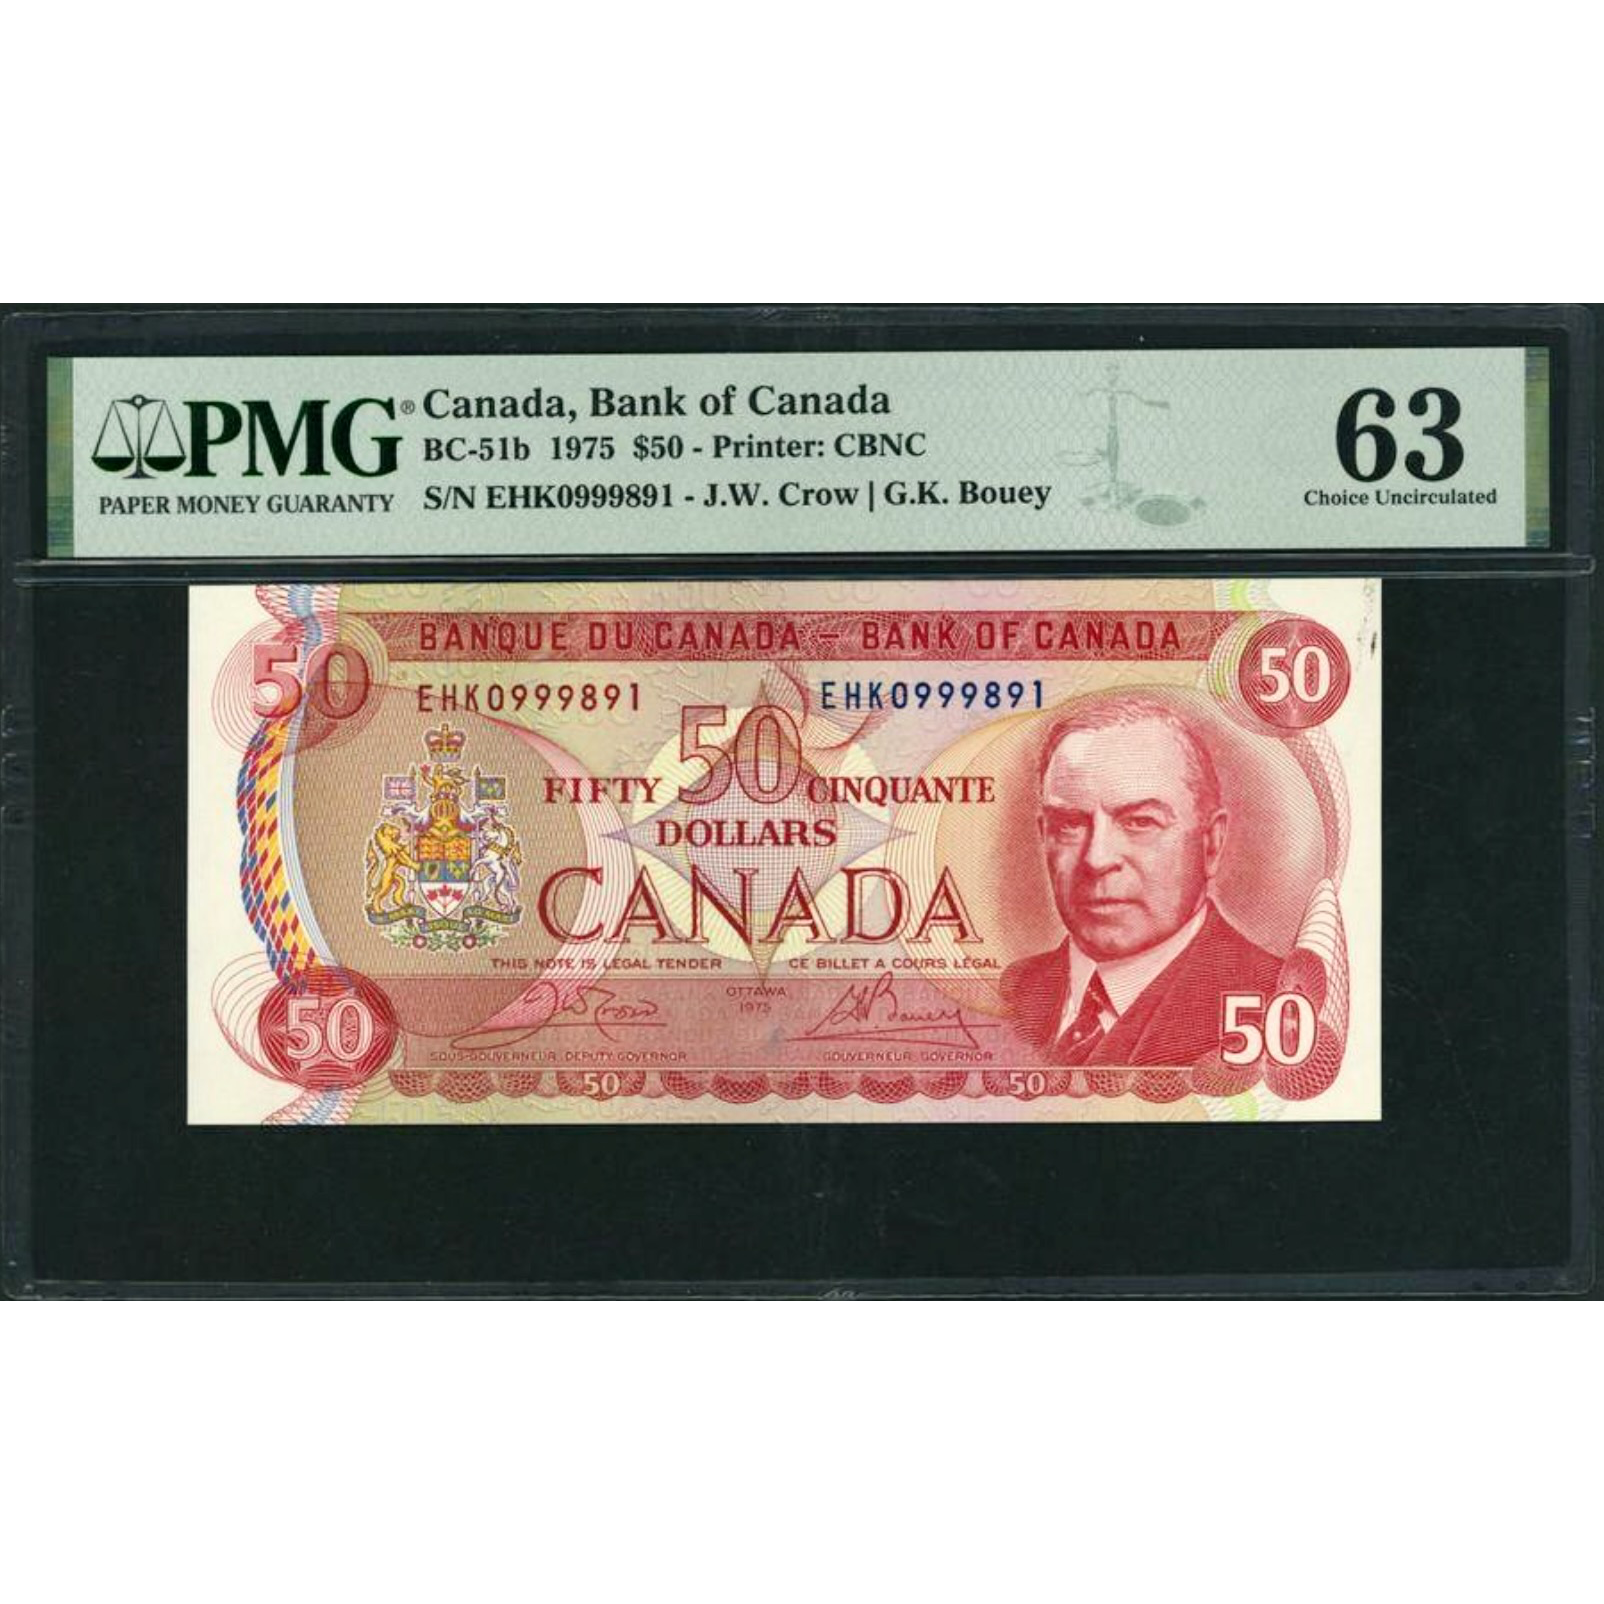 PMG®
PAPER MONEY GUARANTY
Canada, Bank of Canada
BC-51b 1975 $50 - Printer: CBNC
S/N EHK0999891 - J.W. Crow | G.K. Bouey
63
Choice Uncirculated
BANQUE DU CANADA – BANK OF CANADA
50
50
EHK0999891 EHK0999891
50
FIFTY CINQUANTE
DOLLARS
CANADA
THIS NOTE IS LEGAL TENDER CE BILLET A COURS LÉGAL
OTTAWA
1975
50
50
SOUS-GOUVERNEUR, DEPUTY GOVERNOR GOUVERNEUR, GOVERNOR
50 50